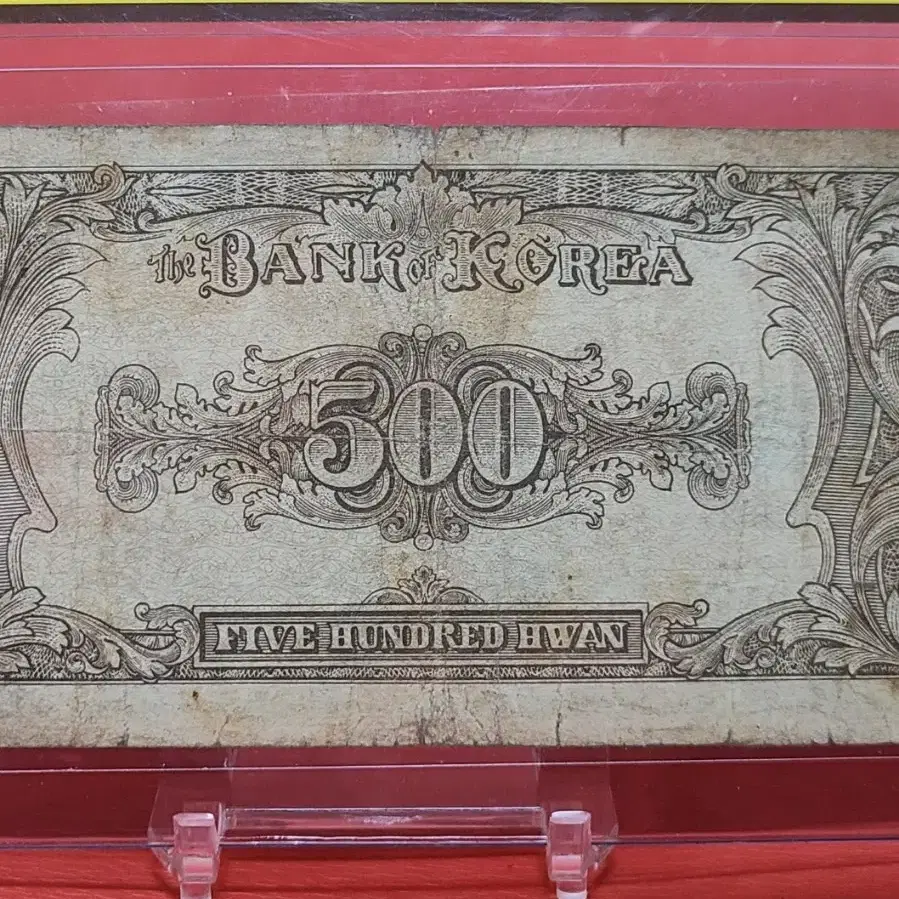 The BANK OF KOREA
500
FIVE HUNDRED HWAN